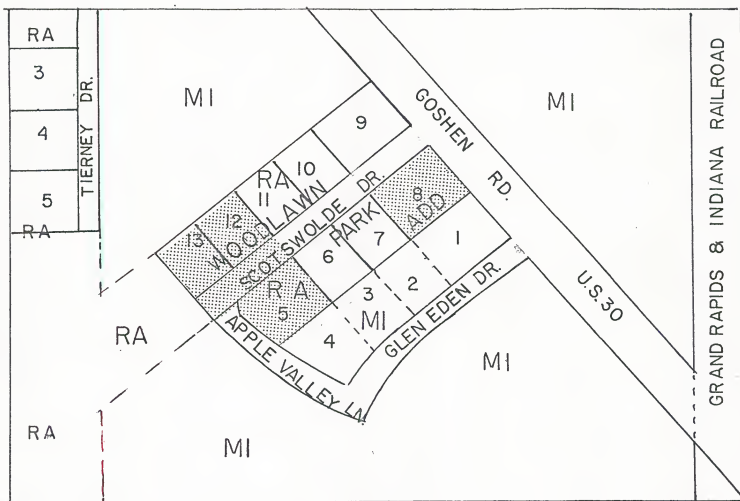 RA
3
4
5
RA
TIERNEY DR.
MI
MI
GOSHEN RD.
U.S. 30
GRAND RAPIDS & INDIANA RAILROAD
9
10
RA
11
12
13
WOODLAWN
PARK
ADD
SCOTSWOLDE DR.
8
7
6
RA
5
1
2
3
MI
4
GLEN EDEN DR.
APPLE VALLEY LN.
RA
RA
MI
MI